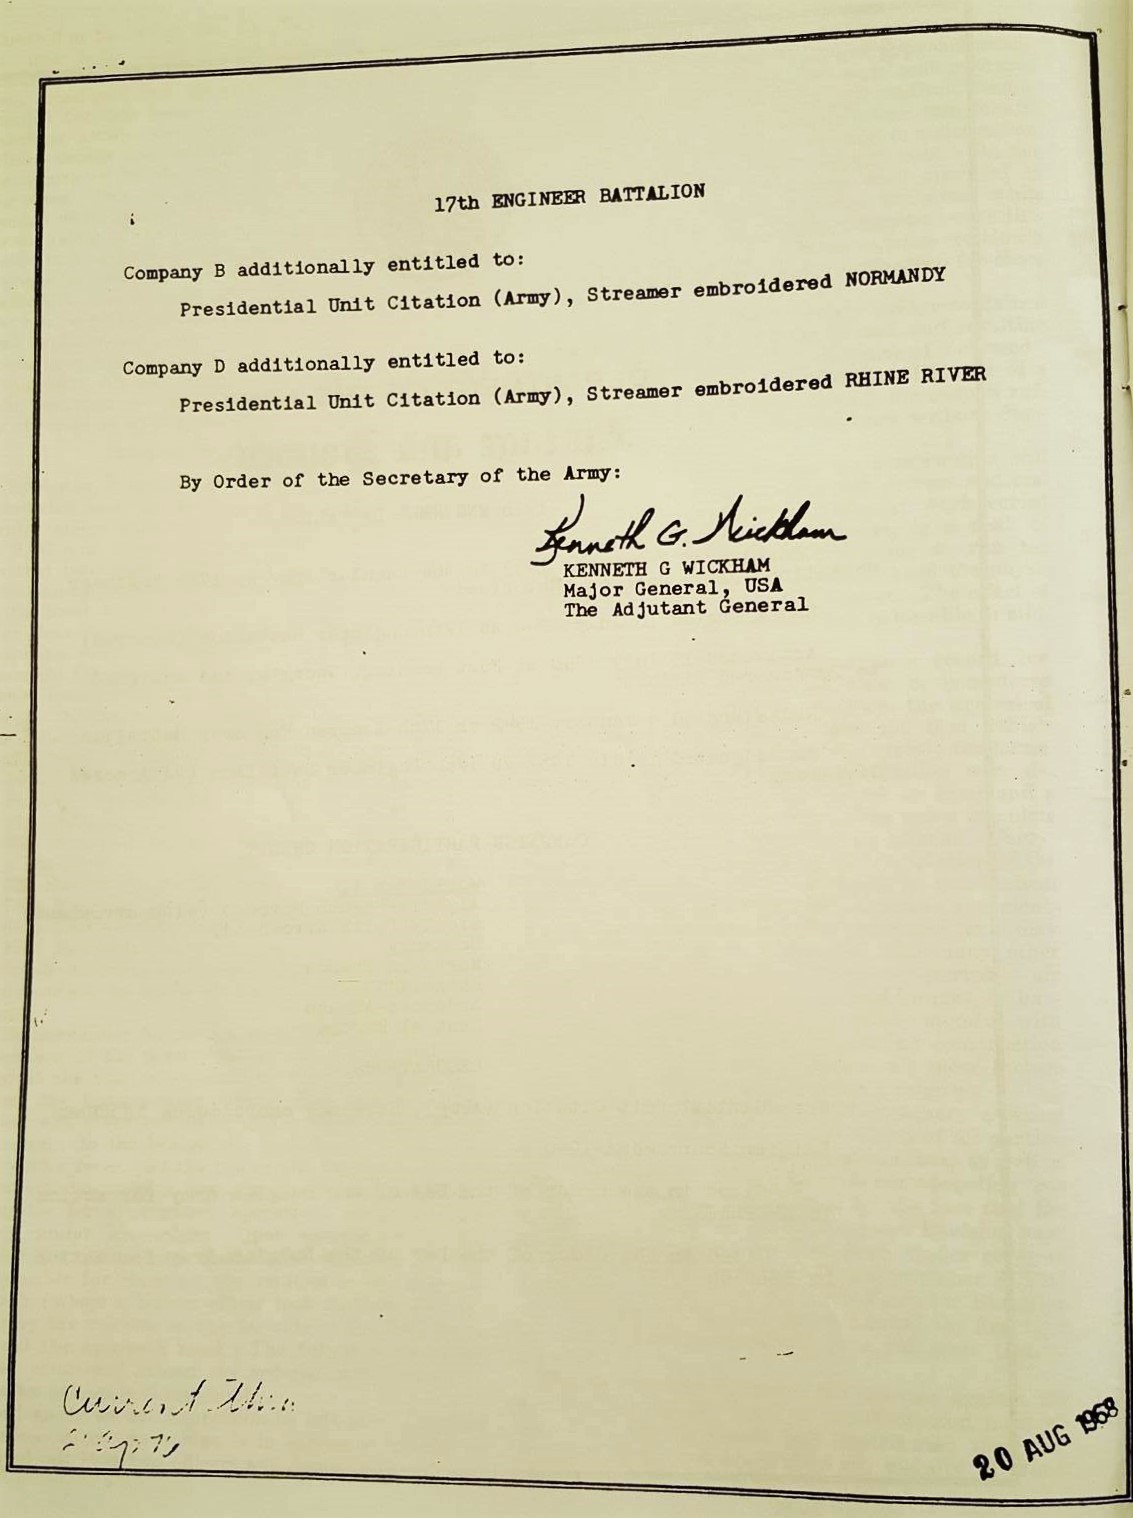 17th ENGINEER BATTALION
Company B additionally entitled to:
Presidential Unit Citation (Army), Streamer embroidered NORMANDY
Company D additionally entitled to:
Presidential Unit Citation (Army), Streamer embroidered RHINE RIVER
By Order of the Secretary of the Army:
Kenneth G. Wickham
KENNETH G WICKHAM
Major General, USA
The Adjutant General
Current Thru
20 AUG 1968